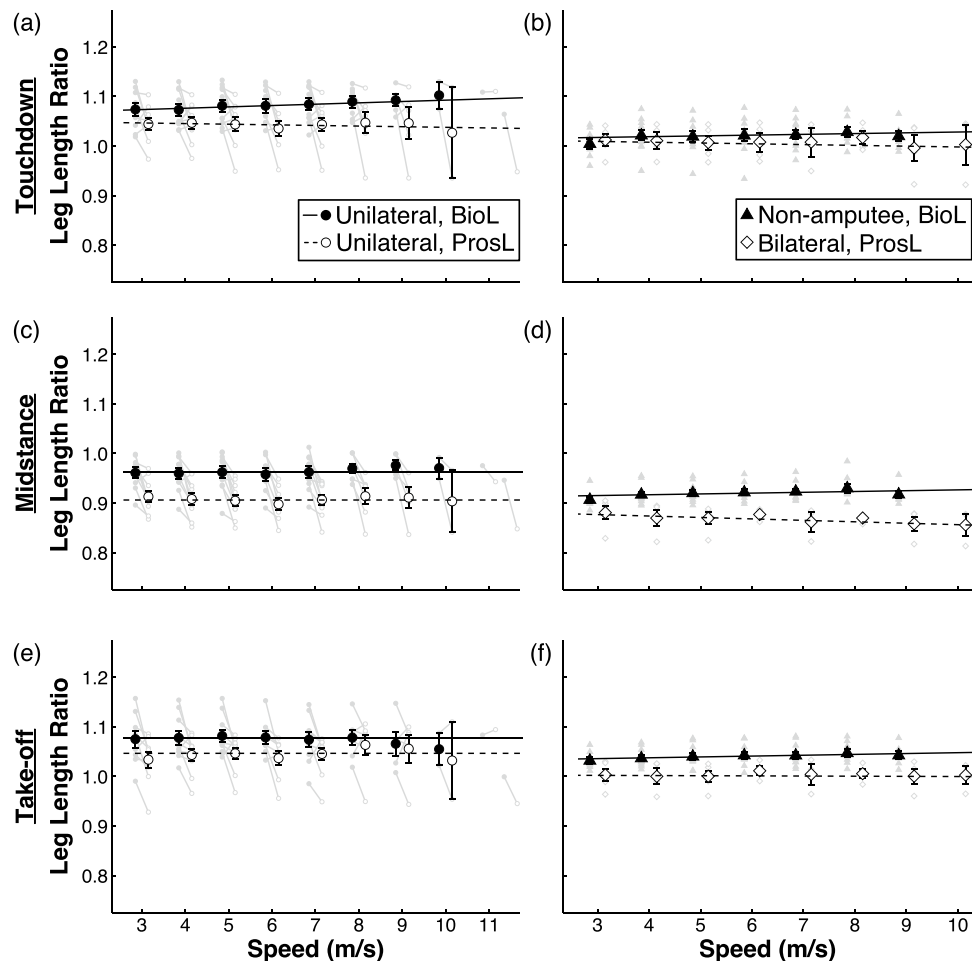 (a)
(b)
Touchdown
Leg Length Ratio
1.2
1.1
1.0
0.9
0.8
Unilateral, BioL
Unilateral, ProsL
Non-amputee, BioL
Bilateral, ProsL
(c)
(d)
Midstance
Leg Length Ratio
1.2
1.1
1.0
0.9
0.8
(e)
(f)
Take-off
Leg Length Ratio
1.2
1.1
1.0
0.9
0.8
3 4 5 6 7 8 9 10 11
3 4 5 6 7 8 9 10
Speed (m/s)
Speed (m/s)